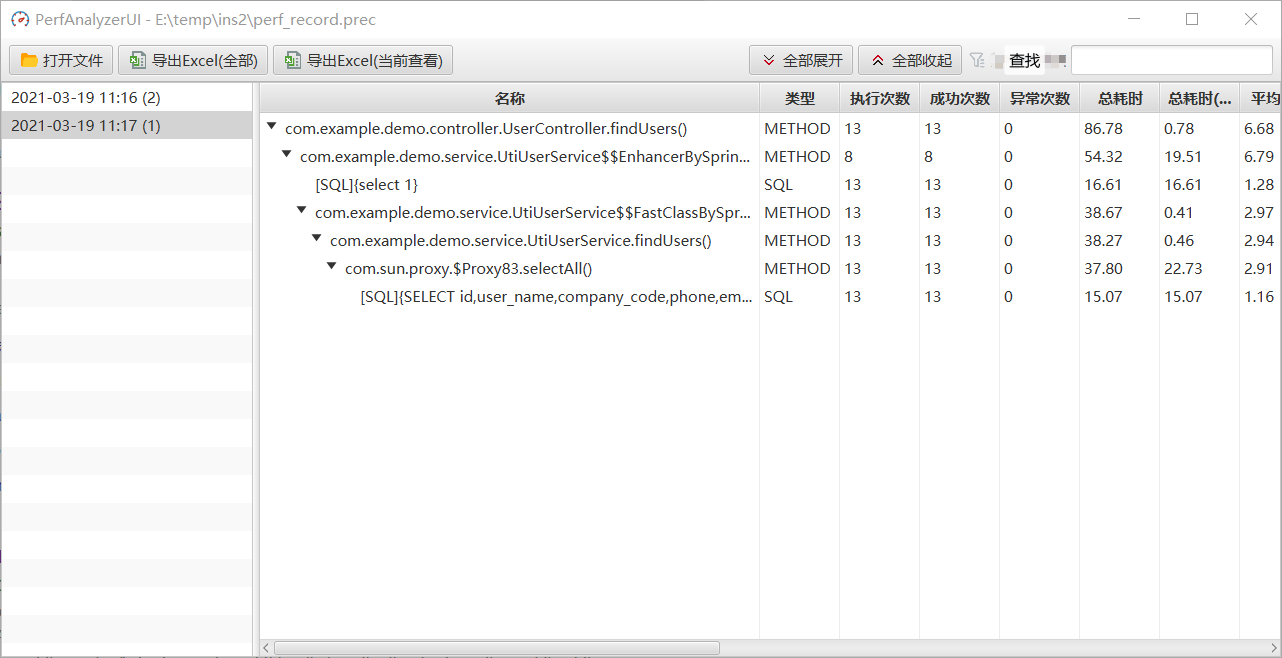 PerfAnalyzerUI - E:\temp\ins2\perf_record.prec
打开文件 导出Excel(全部) 导出Excel(当前查看) 全部展开 全部收起 查找
2021-03-19 11:16 (2)
2021-03-19 11:17 (1)
名称 类型 执行次数 成功次数 异常次数 总耗时 总耗时(... 平均
com.example.demo.controller.UserController.findUsers() METHOD 13 13 0 86.78 0.78 6.68
com.example.demo.service.UtiUserService$$EnhancerBySprin... METHOD 8 8 0 54.32 19.51 6.79
[SQL]{select 1} SQL 13 13 0 16.61 16.61 1.28
com.example.demo.service.UtiUserService$$FastClassBySpr... METHOD 13 13 0 38.67 0.41 2.97
com.example.demo.service.UtiUserService.findUsers() METHOD 13 13 0 38.27 0.46 2.94
com.sun.proxy.$Proxy83.selectAll() METHOD 13 13 0 37.80 22.73 2.91
[SQL]{SELECT id,user_name,company_code,phone,em... SQL 13 13 0 15.07 15.07 1.16